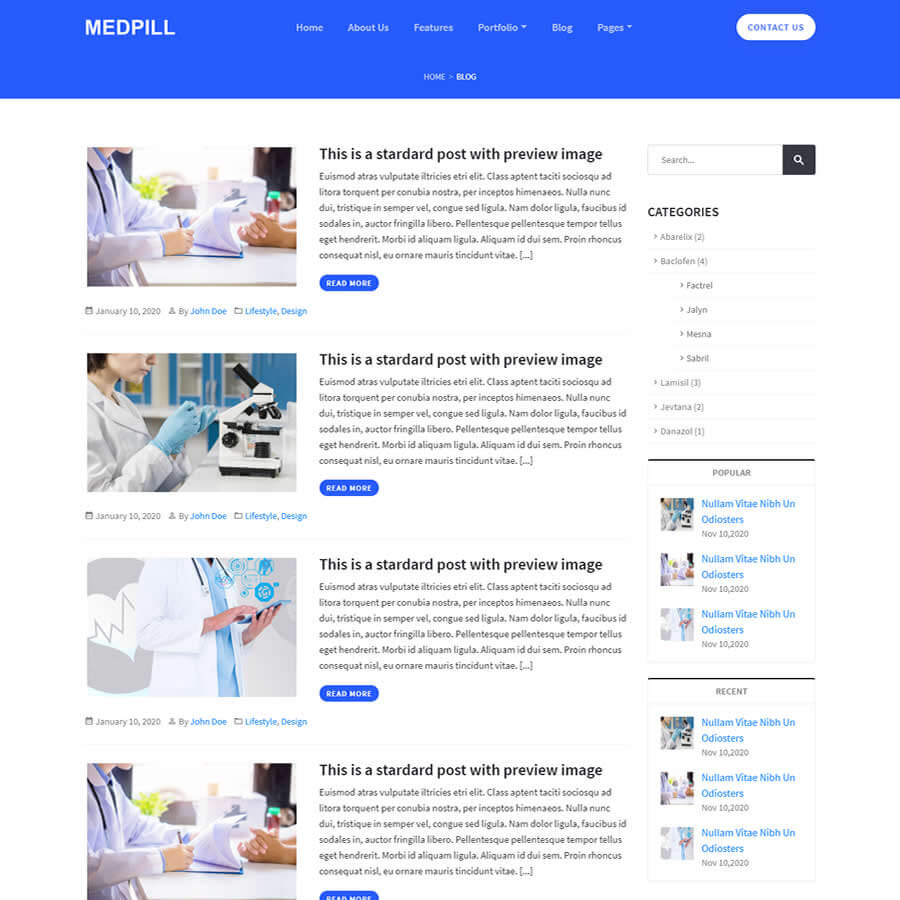 MEDPILL
Home About Us Features Portfolio Blog Pages CONTACT US
HOME > BLOG
This is a stardard post with preview image
Euismod atras vulputate iltricies etri elit. Class aptent taciti sociosqu ad
litora torquent per conubia nostra, per inceptos himenaeos. Nulla nunc
dui, tristique in semper vel, congue sed ligula. Nam dolor ligula, faucibus id
sodales in, auctor fringilla libero. Pellentesque pellentesque tempor tellus
eget hendrerit. Morbi id aliquam ligula. Aliquam id dui sem. Proin rhoncus
consequat nisl, eu ornare mauris tincidunt vitae. [...]
READ MORE
January 10, 2020 By John Doe Lifestyle, Design
This is a stardard post with preview image
Euismod atras vulputate iltricies etri elit. Class aptent taciti sociosqu ad
litora torquent per conubia nostra, per inceptos himenaeos. Nulla nunc
dui, tristique in semper vel, congue sed ligula. Nam dolor ligula, faucibus id
sodales in, auctor fringilla libero. Pellentesque pellentesque tempor tellus
eget hendrerit. Morbi id aliquam ligula. Aliquam id dui sem. Proin rhoncus
consequat nisl, eu ornare mauris tincidunt vitae. [...]
READ MORE
January 10, 2020 By John Doe Lifestyle, Design
This is a stardard post with preview image
Euismod atras vulputate iltricies etri elit. Class aptent taciti sociosqu ad
litora torquent per conubia nostra, per inceptos himenaeos. Nulla nunc
dui, tristique in semper vel, congue sed ligula. Nam dolor ligula, faucibus id
sodales in, auctor fringilla libero. Pellentesque pellentesque tempor tellus
eget hendrerit. Morbi id aliquam ligula. Aliquam id dui sem. Proin rhoncus
consequat nisl, eu ornare mauris tincidunt vitae. [...]
READ MORE
January 10, 2020 By John Doe Lifestyle, Design
This is a stardard post with preview image
Euismod atras vulputate iltricies etri elit. Class aptent taciti sociosqu ad
litora torquent per conubia nostra, per inceptos himenaeos. Nulla nunc
dui, tristique in semper vel, congue sed ligula. Nam dolor ligula, faucibus id
sodales in, auctor fringilla libero. Pellentesque pellentesque tempor tellus
eget hendrerit. Morbi id aliquam ligula. Aliquam id dui sem. Proin rhoncus
consequat nisl, eu ornare mauris tincidunt vitae. [...]
READ MORE
Search...
CATEGORIES
Abarelix (2)
Baclofen (4)
Factrel
Jalyn
Mesna
Sabril
Lamisil (3)
Jevtana (2)
Danazol (1)
POPULAR
Nullam Vitae Nibh Un
Odiosters
Nov 10,2020
Nullam Vitae Nibh Un
Odiosters
Nov 10,2020
Nullam Vitae Nibh Un
Odiosters
Nov 10,2020
RECENT
Nullam Vitae Nibh Un
Odiosters
Nov 10,2020
Nullam Vitae Nibh Un
Odiosters
Nov 10,2020
Nullam Vitae Nibh Un
Odiosters
Nov 10,2020